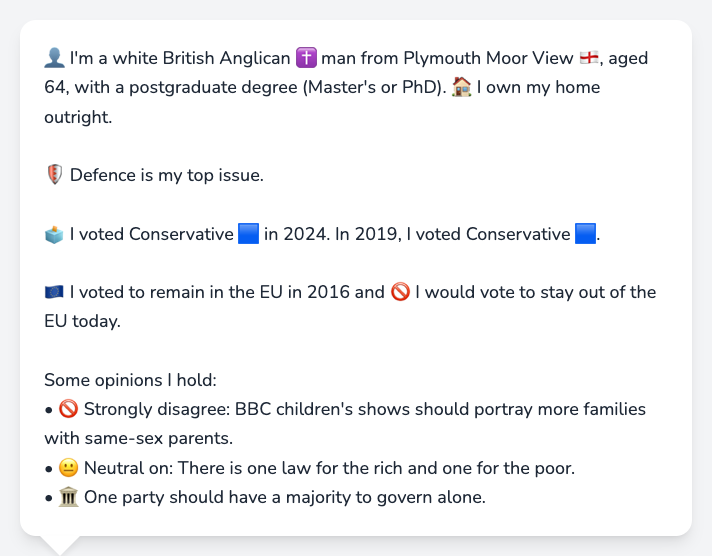 👤 I'm a white British Anglican ✝️ man from Plymouth Moor View 🏴󠁧󠁢󠁥󠁮󠁧󠁿, aged
64, with a postgraduate degree (Master's or PhD). 🏠 I own my home
outright.
🛡️ Defence is my top issue.
🗳️ I voted Conservative 🟦 in 2024. In 2019, I voted Conservative 🟦.
🇪🇺 I voted to remain in the EU in 2016 and 🚫 I would vote to stay out of the
EU today.
Some opinions I hold:
• 🚫 Strongly disagree: BBC children's shows should portray more families
with same-sex parents.
• 😐 Neutral on: There is one law for the rich and one for the poor.
• 🏛️ One party should have a majority to govern alone.